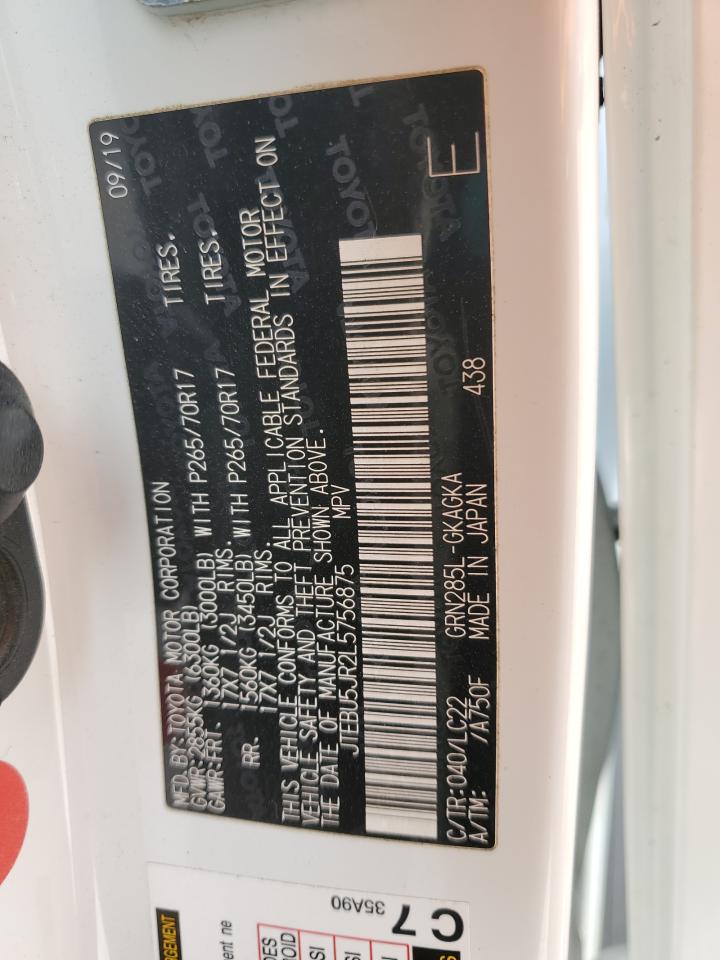 MFD.BY:TOYOTA MOTOR CORPORATION 09/19
GVWR:2855KG (6300LB)
GAWR:FRT. 1360KG (3000LB) WITH P265/70R17 TIRES.
17X7 1/2J RIMS.
RR. 1560KG (3450LB) WITH P265/70R17 TIRES.
17X7 1/2J RIMS.
THIS VEHICLE CONFORMS TO ALL APPLICABLE FEDERAL MOTOR
VEHICLE SAFETY AND THEFT PREVENTION STANDARDS IN EFFECT ON
THE DATE OF MANUFACTURE SHOWN ABOVE.
JTEBU5JR2L5756875 MPV
C/TR:040/LC22 GRN285L-GKAGKA 438
A/TM: /A750F MADE IN JAPAN
E
C7
35A90